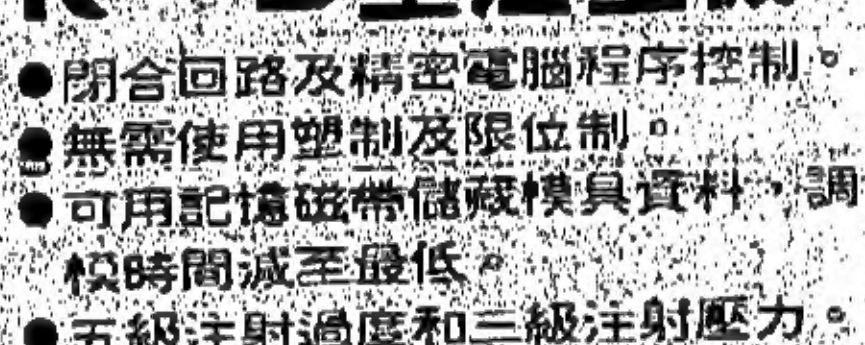 ●閉合回路及精密電腦程序控制。
●無需使用塑制及限位制。
●可用記憶磁帶儲藏模具資料，調
模時間減至最低。
●五級注射過度和三級注射壓力。